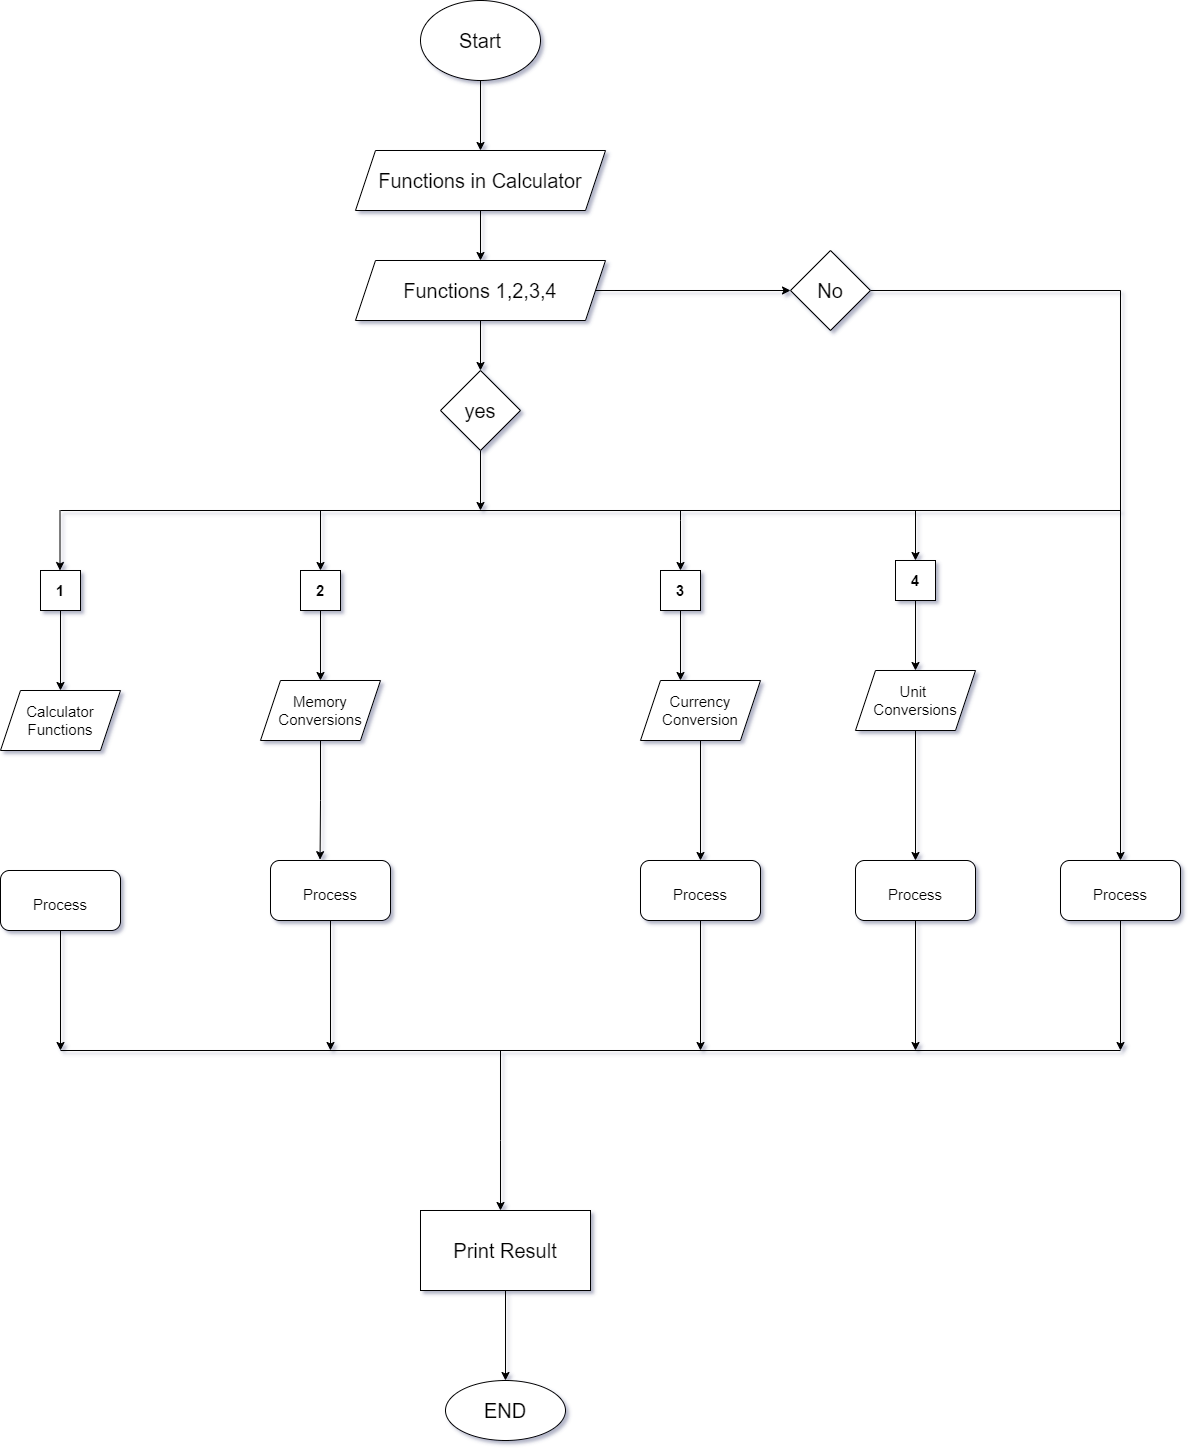 Start
Functions in Calculator
Functions 1,2,3,4
No
yes
1
2
3
4
Calculator
Functions
Memory
Conversions
Currency
Conversion
Unit
Conversions
Process
Process
Process
Process
Process
Print Result
END